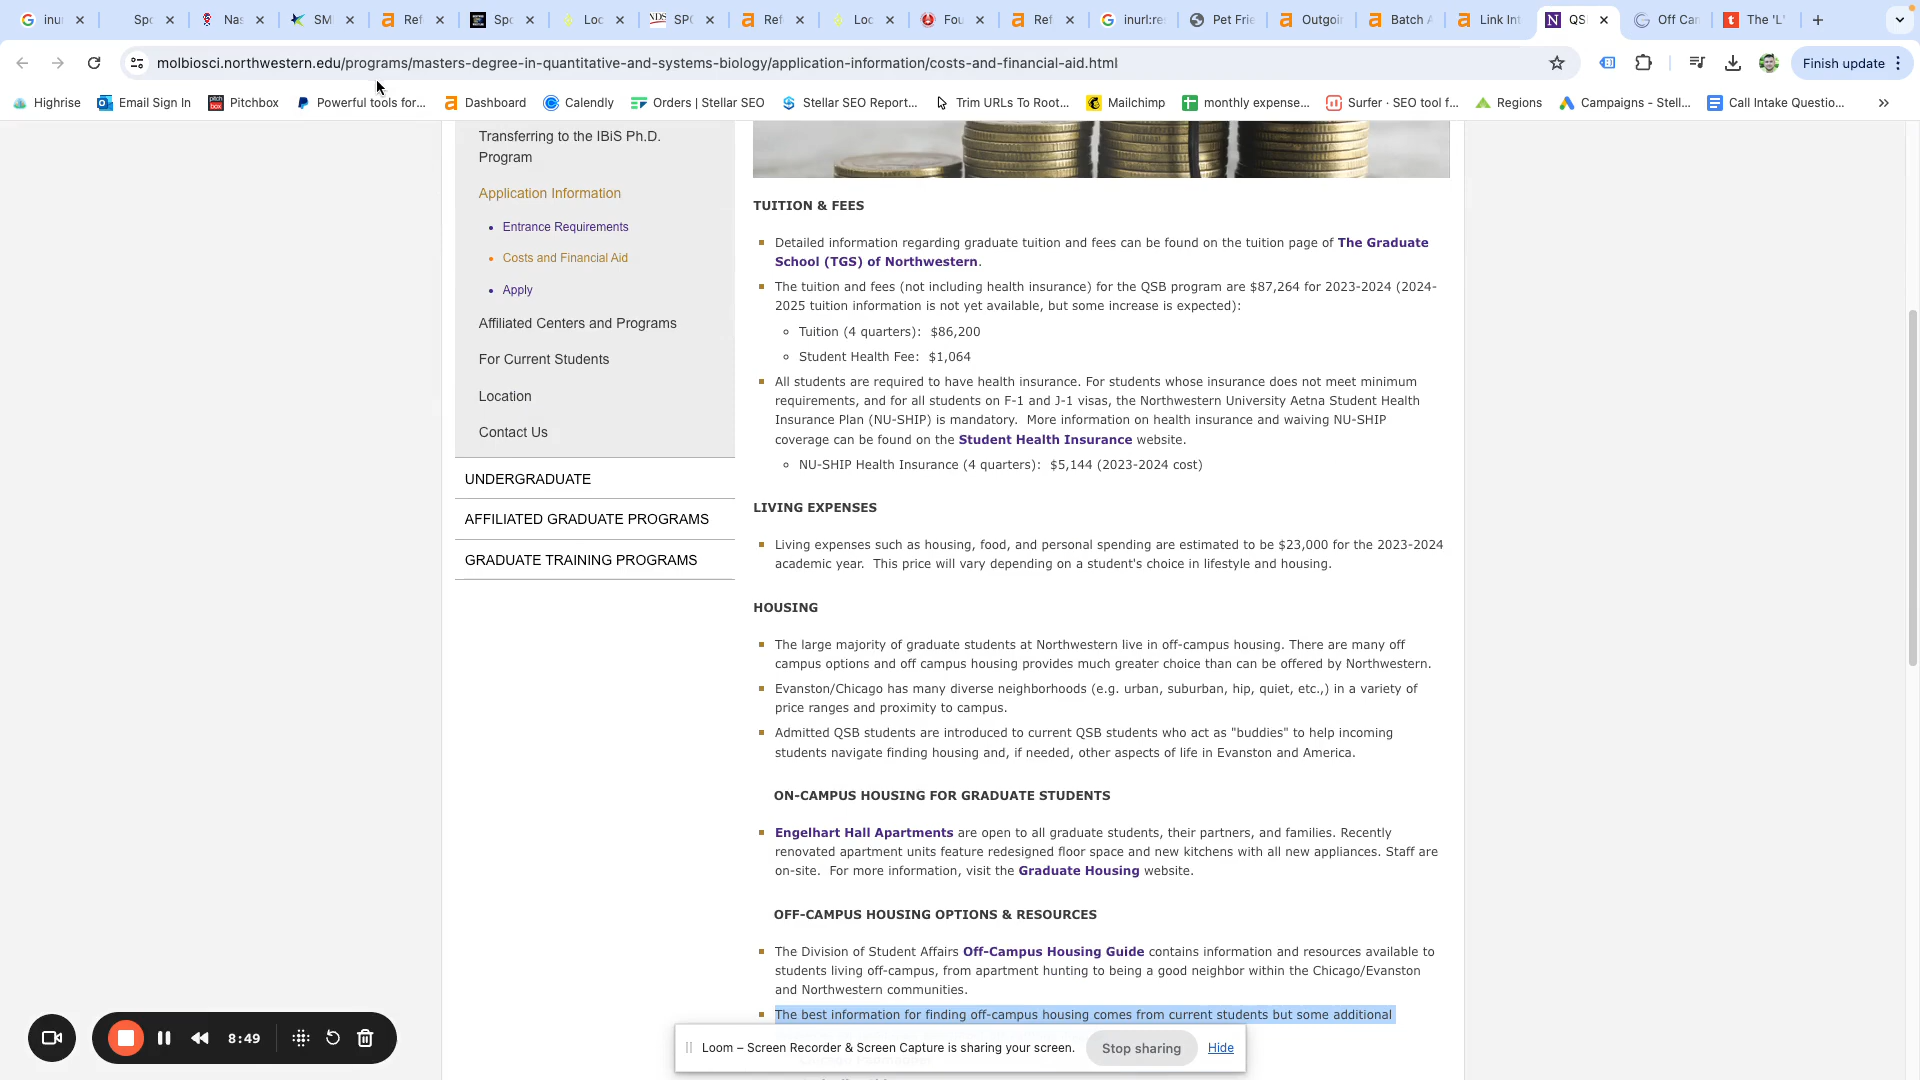 inur
Spo
Nas
SMI
Ref
Spo
Loc
NDS
SPO
Ref
Loc
Fou
Ref
inurl:re
Pet Frie
Outgoin
Batch A
Link Int
QSI
Off Can
The 'L'
molbiosci.northwestern.edu/programs/masters-degree-in-quantitative-and-systems-biology/application-information/costs-and-financial-aid.html
Finish update
Highrise
Email Sign In
pitch box
Pitchbox
Powerful tools for...
Dashboard
Calendly
Orders | Stellar SEO
Stellar SEO Report...
Trim URLs To Root...
Mailchimp
monthly expense...
Surfer · SEO tool f...
Regions
Campaigns - Stell...
Call Intake Questio...
Transferring to the IBiS Ph.D.
Program
Application Information
Entrance Requirements
Costs and Financial Aid
Apply
Affiliated Centers and Programs
For Current Students
Location
Contact Us
UNDERGRADUATE
AFFILIATED GRADUATE PROGRAMS
GRADUATE TRAINING PROGRAMS
TUITION & FEES
Detailed information regarding graduate tuition and fees can be found on the tuition page of The Graduate
School (TGS) of Northwestern.
The tuition and fees (not including health insurance) for the QSB program are $87,264 for 2023-2024 (2024-
2025 tuition information is not yet available, but some increase is expected):
Tuition (4 quarters): $86,200
Student Health Fee: $1,064
All students are required to have health insurance. For students whose insurance does not meet minimum
requirements, and for all students on F-1 and J-1 visas, the Northwestern University Aetna Student Health
Insurance Plan (NU-SHIP) is mandatory. More information on health insurance and waiving NU-SHIP
coverage can be found on the Student Health Insurance website.
NU-SHIP Health Insurance (4 quarters): $5,144 (2023-2024 cost)
LIVING EXPENSES
Living expenses such as housing, food, and personal spending are estimated to be $23,000 for the 2023-2024
academic year. This price will vary depending on a student's choice in lifestyle and housing.
HOUSING
The large majority of graduate students at Northwestern live in off-campus housing. There are many off
campus options and off campus housing provides much greater choice than can be offered by Northwestern.
Evanston/Chicago has many diverse neighborhoods (e.g. urban, suburban, hip, quiet, etc.,) in a variety of
price ranges and proximity to campus.
Admitted QSB students are introduced to current QSB students who act as "buddies" to help incoming
students navigate finding housing and, if needed, other aspects of life in Evanston and America.
ON-CAMPUS HOUSING FOR GRADUATE STUDENTS
Engelhart Hall Apartments are open to all graduate students, their partners, and families. Recently
renovated apartment units feature redesigned floor space and new kitchens with all new appliances. Staff are
on-site. For more information, visit the Graduate Housing website.
OFF-CAMPUS HOUSING OPTIONS & RESOURCES
The Division of Student Affairs Off-Campus Housing Guide contains information and resources available to
students living off-campus, from apartment hunting to being a good neighbor within the Chicago/Evanston
and Northwestern communities.
The best information for finding off-campus housing comes from current students but some additional
8:49
Loom – Screen Recorder & Screen Capture is sharing your screen.
Stop sharing
Hide